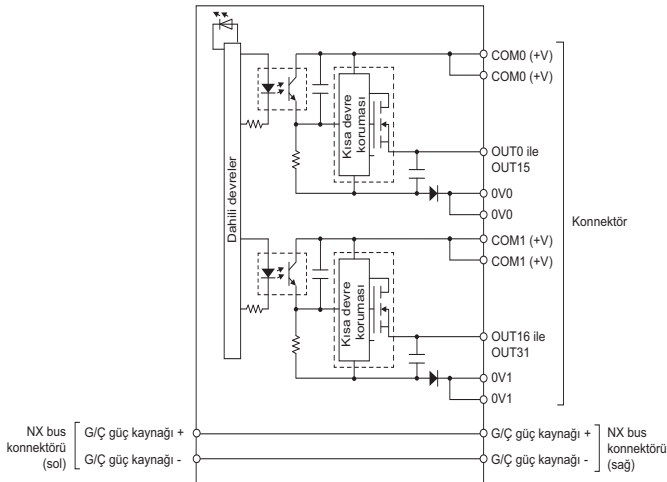 COM0 (+V)
COM0 (+V)
Kısa devre
koruması
Dahili devreler
OUT0 ile
OUT15
0V0
0V0
Konnektör
COM1 (+V)
COM1 (+V)
Kısa devre
koruması
OUT16 ile
OUT31
0V1
0V1
NX bus
konnektörü
(sol)
G/Ç güç kaynağı +
G/Ç güç kaynağı -
G/Ç güç kaynağı +
G/Ç güç kaynağı -
NX bus
konnektörü
(sağ)